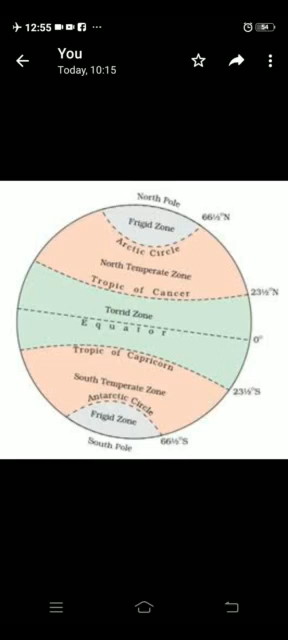 12:55
54
You
Today, 10:15
North Pole
Frigid Zone
66½°N
Arctic Circle
North Temperate Zone
Tropic of Cancer
23½°N
Torrid Zone
Equator
0°
Tropic of Capricorn
South Temperate Zone
23½°S
Antarctic Circle
Frigid Zone
South Pole
66½°S